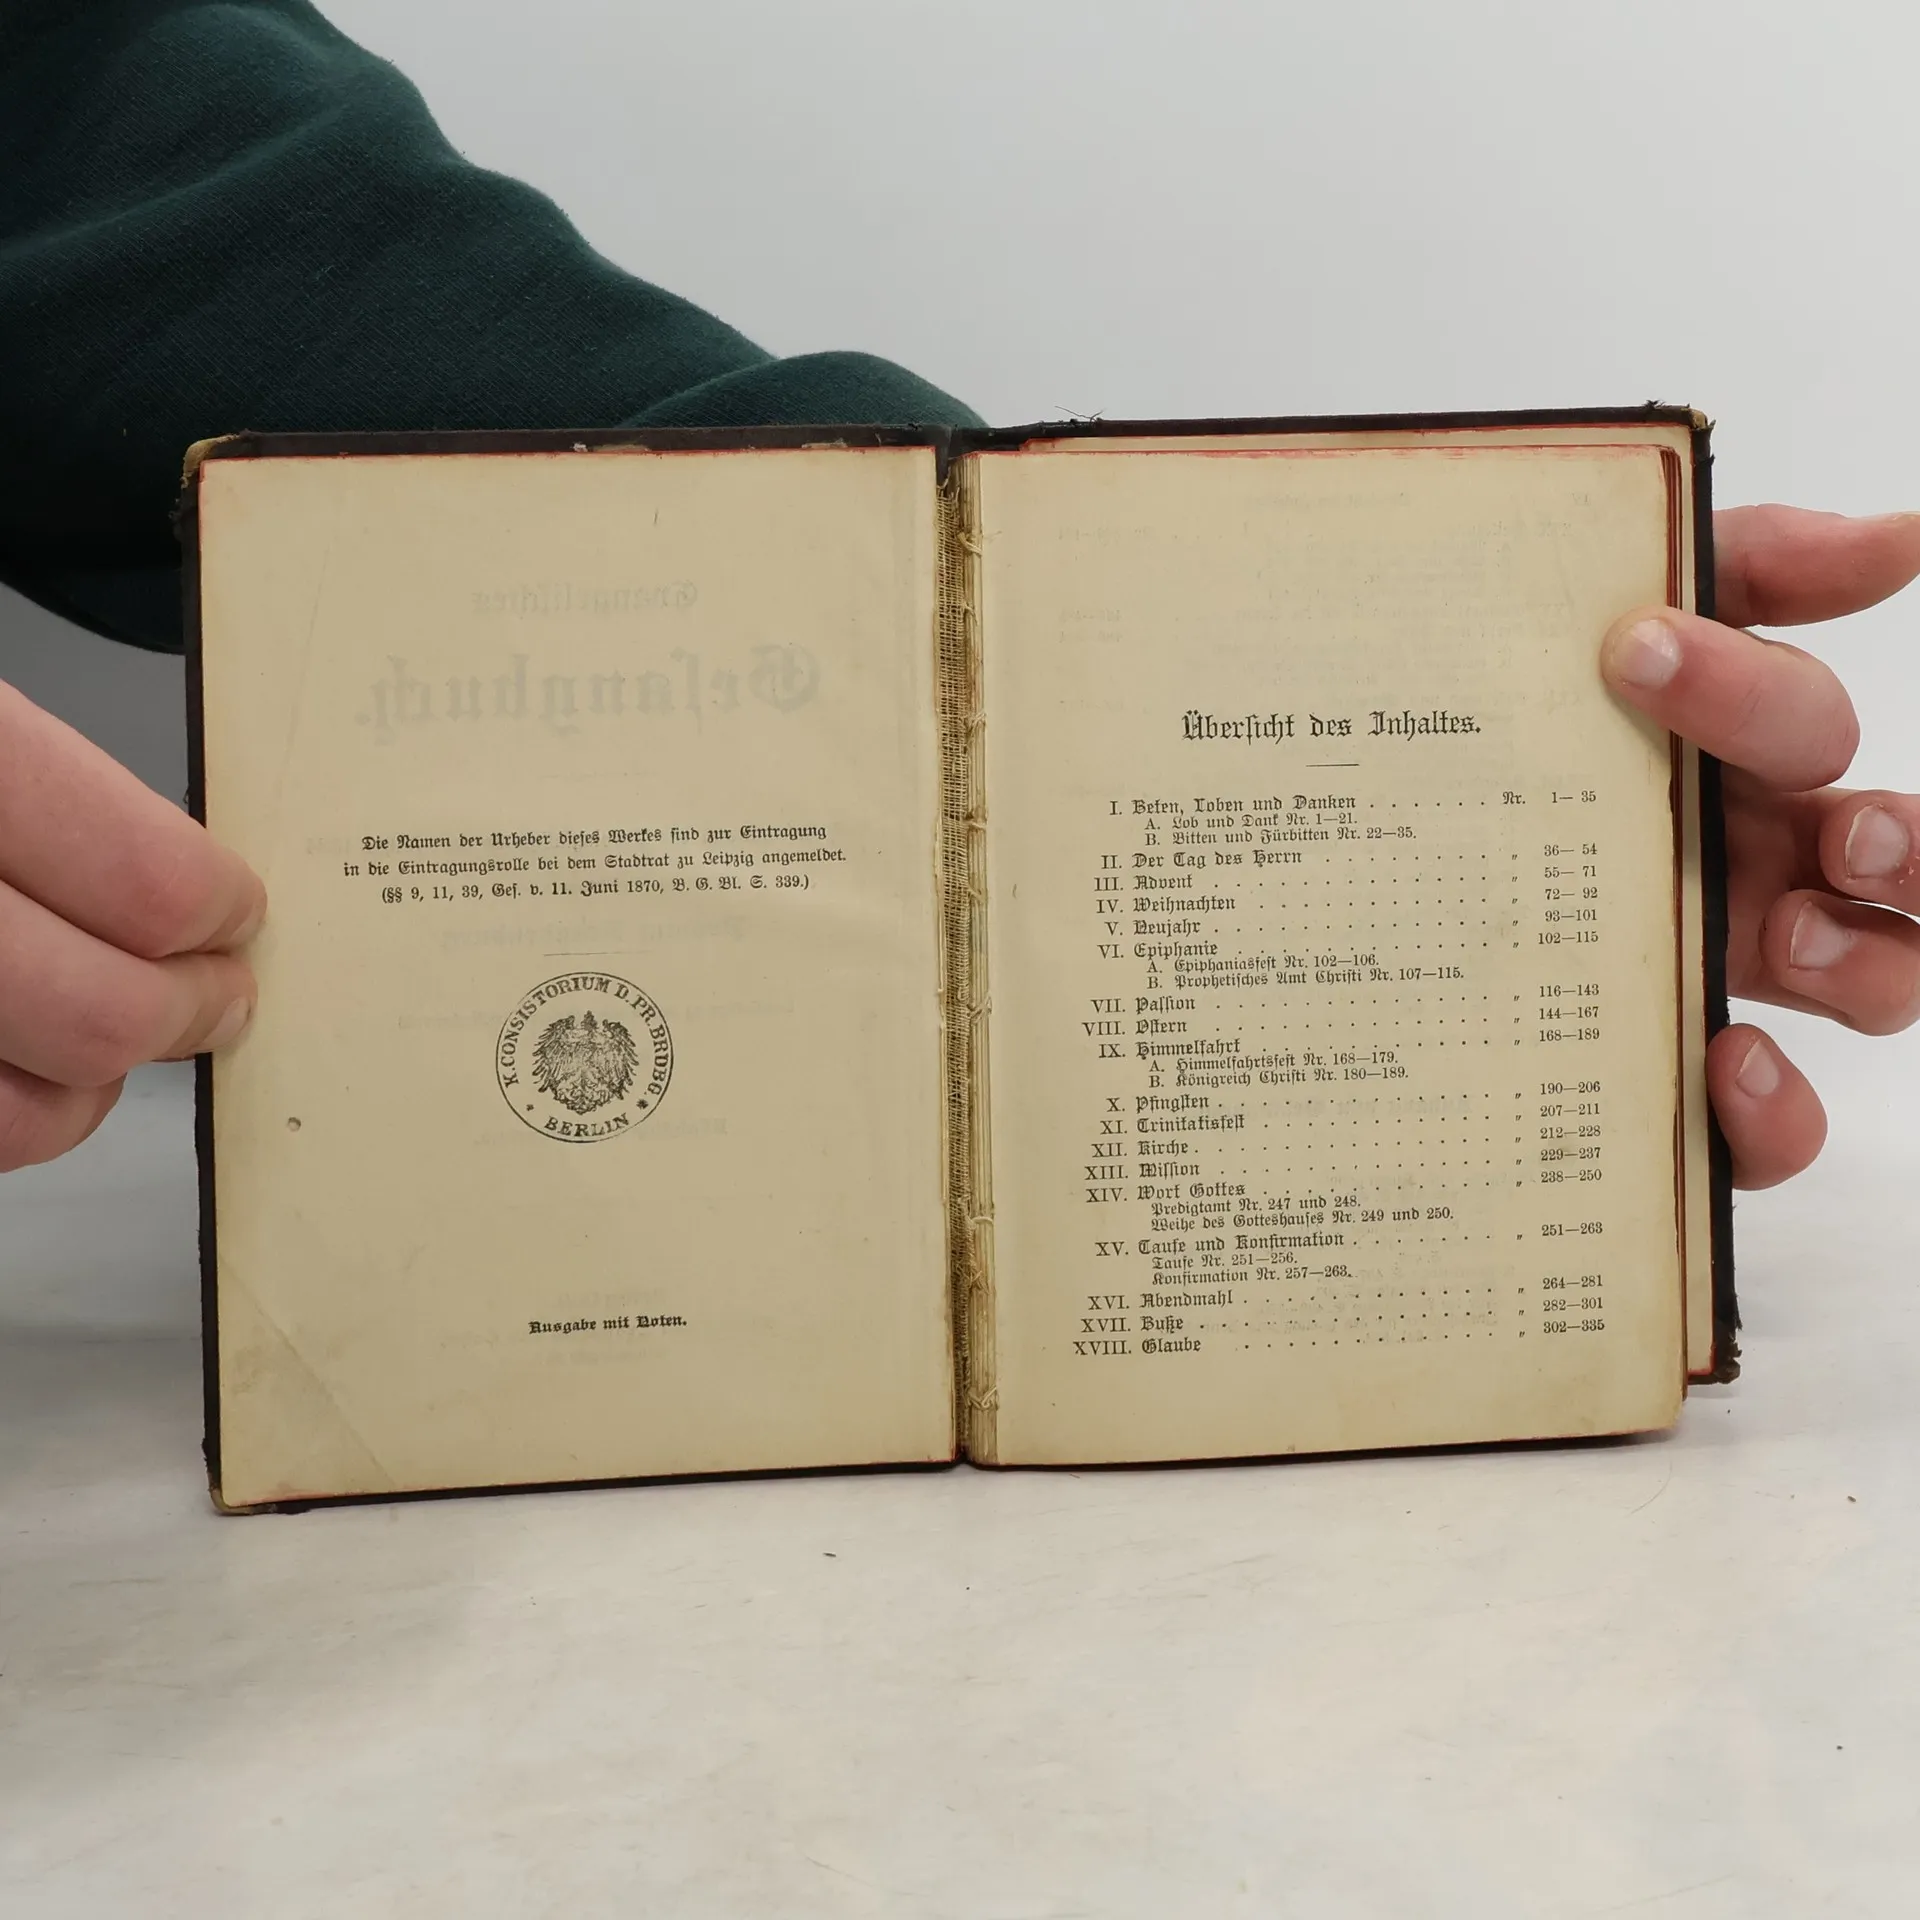 Die Namen der Urheber dieses Werkes sind zur Eintragung
in die Eintragungsrolle bei dem Stadtrat zu Leipzig angemeldet.
(§§ 9, 11, 39, Ges. v. 11. Juni 1870, B. G. Bl. S. 339.)
K. CONSISTORIUM D. PR. BRDBG.
* BERLIN *
Ausgabe mit Noten.
Übersicht des Inhaltes.
I. Beten, Loben und Danken . . . . . . Nr. 1—35
A. Lob und Dank Nr. 1—21.
B. Bitten und Fürbitten Nr. 22—35.
II. Der Tag des Herrn . . . . . . . . „ 36—54
III. Advent . . . . . . . . . . . . . „ 55—71
IV. Weihnachten . . . . . . . . . . . „ 72—92
V. Neujahr . . . . . . . . . . . . . „ 93—101
VI. Epiphanie . . . . . . . . . . . . „ 102—115
A. Epiphaniasfest Nr. 102—106.
B. Prophetisches Amt Christi Nr. 107—115.
VII. Passion . . . . . . . . . . . . . „ 116—143
VIII. Ostern . . . . . . . . . . . . . „ 144—167
IX. Himmelfahrt . . . . . . . . . . . „ 168—189
A. Himmelfahrtsfest Nr. 168—179.
B. Königreich Christi Nr. 180—189.
X. Pfingsten . . . . . . . . . . . . . „ 190—206
XI. Trinitatisfest . . . . . . . . . . . „ 207—211
XII. Kirche . . . . . . . . . . . . . . „ 212—228
XIII. Mission . . . . . . . . . . . . . „ 229—237
XIV. Wort Gottes . . . . . . . . . . . „ 238—250
Predigtamt Nr. 247 und 248.
Weihe des Gotteshauses Nr. 249 und 250.
XV. Taufe und Konfirmation . . . . . . . „ 251—263
Taufe Nr. 251—256.
Konfirmation Nr. 257—263.
XVI. Abendmahl . . . . . . . . . . . . „ 264—281
XVII. Buße . . . . . . . . . . . . . . „ 282—301
XVIII. Glaube . . . . . . . . . . . . „ 302—335